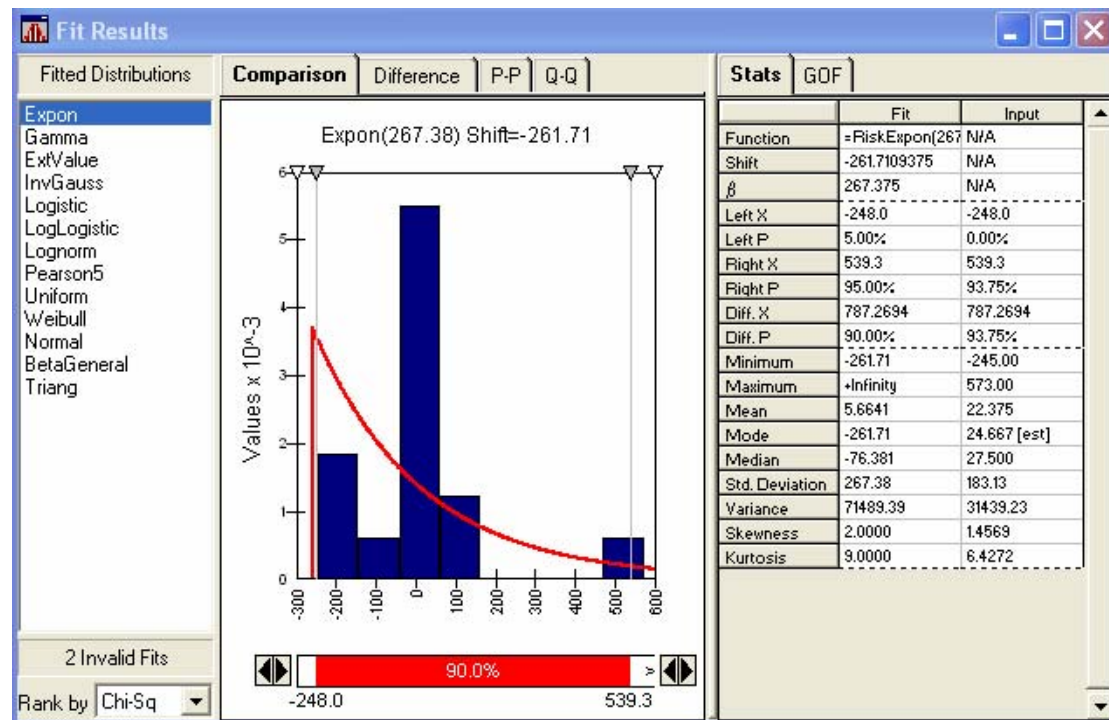 Fit Results
Fitted Distributions
Expon
Gamma
ExtValue
InvGauss
Logistic
LogLogistic
Lognorm
Pearson5
Uniform
Weibull
Normal
BetaGeneral
Triang
2 Invalid Fits
Rank by Chi-Sq
Comparison Difference P-P Q-Q
Expon(267.38) Shift=-261.71
Values x 10^-3
6
5
4
3
2
1
0
-300 -200 -100 0 100 200 300 400 500 600
90.0% >
-248.0 539.3
Stats GOF
Fit Input
Function =RiskExpon(267 N/A
Shift -261.7109375 N/A
β 267.375 N/A
Left X -248.0 -248.0
Left P 5.00% 0.00%
Right X 539.3 539.3
Right P 95.00% 93.75%
Diff. X 787.2694 787.2694
Diff. P 90.00% 93.75%
Minimum -261.71 -245.00
Maximum +Infinity 573.00
Mean 5.6641 22.375
Mode -261.71 24.667 [est]
Median -76.381 27.500
Std. Deviation 267.38 183.13
Variance 71489.39 31439.23
Skewness 2.0000 1.4569
Kurtosis 9.0000 6.4272